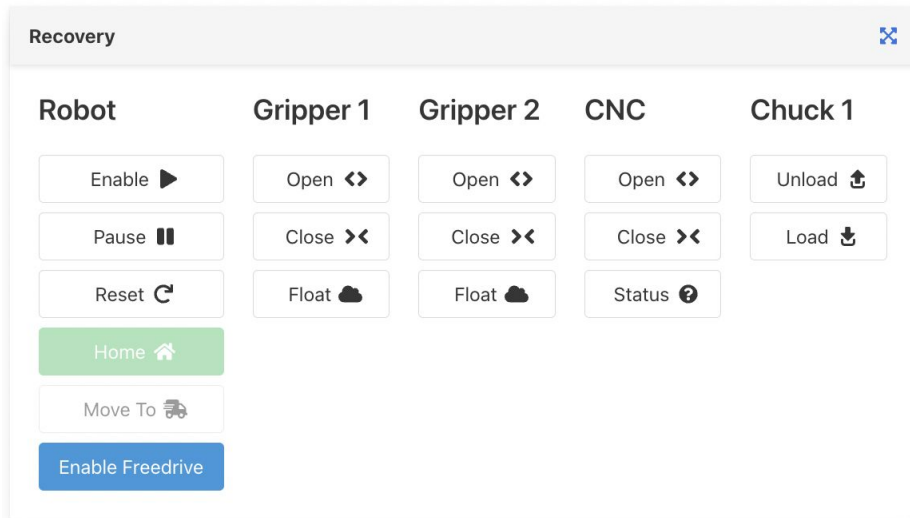 Recovery
Robot
Gripper 1
Gripper 2
CNC
Chuck 1
Enable
Open
Open
Open
Unload
Pause
Close
Close
Close
Load
Reset
Float
Float
Status
Home
Move To
Enable Freedrive